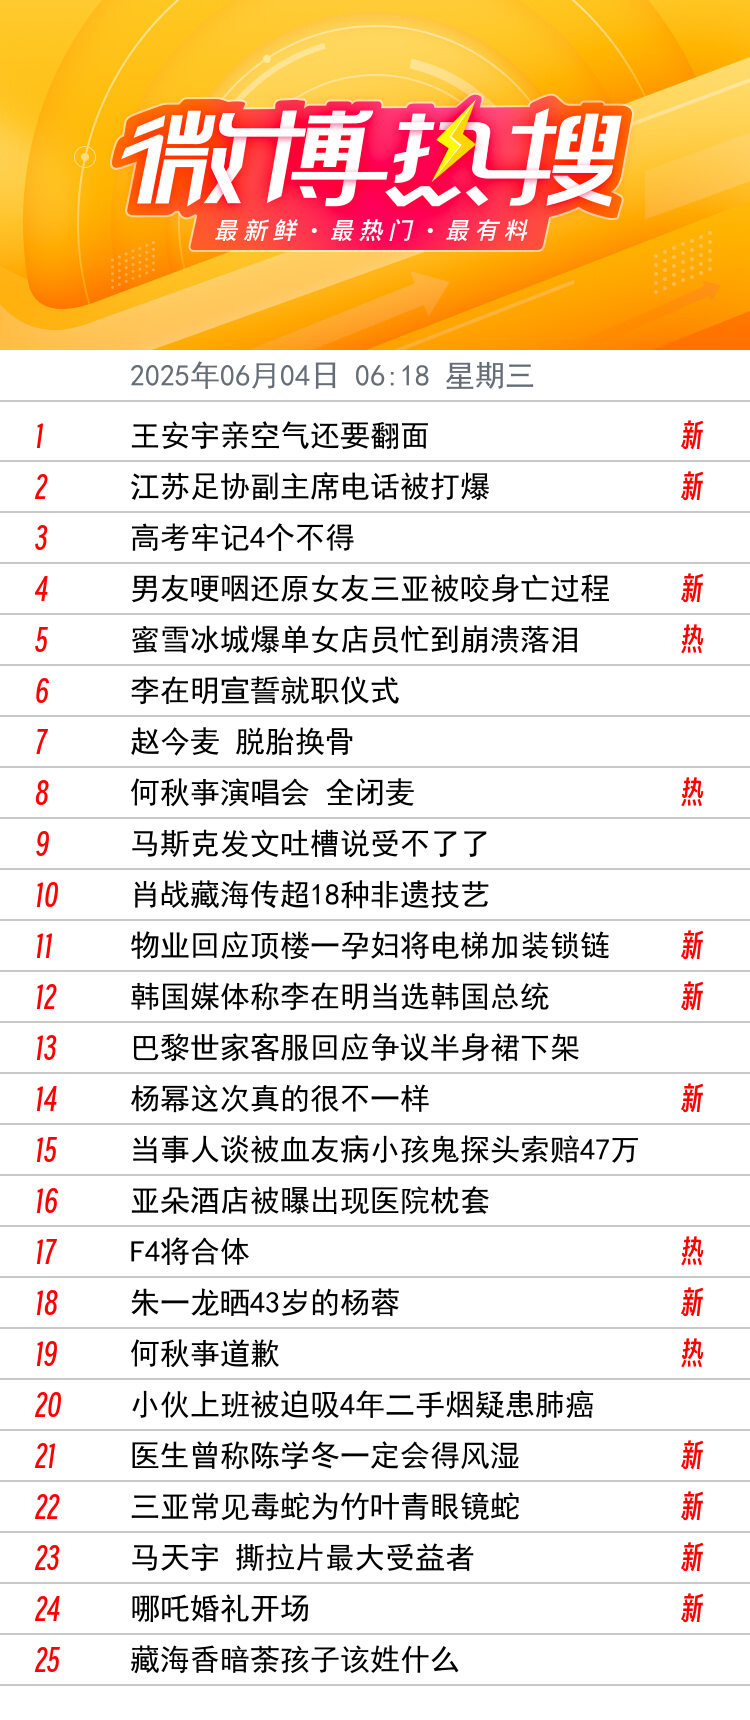 微博热搜
最新鲜·最热门·最有料
2025年06月04日 06:18 星期三
1 王安宇亲空气还要翻面 新
2 江苏足协副主席电话被打爆 新
3 高考牢记4个不得
4 男友哽咽还原女友三亚被咬身亡过程 新
5 蜜雪冰城爆单女店员忙到崩溃落泪 热
6 李在明宣誓就职仪式
7 赵今麦 脱胎换骨
8 何秋亊演唱会 全闭麦 热
9 马斯克发文吐槽说受不了了
10 肖战藏海传超18种非遗技艺
11 物业回应顶楼一孕妇将电梯加装锁链 新
12 韩国媒体称李在明当选韩国总统 新
13 巴黎世家客服回应争议半身裙下架
14 杨幂这次真的很不一样 新
15 当事人谈被血友病小孩鬼探头索赔47万
16 亚朵酒店被曝出现医院枕套
17 F4将合体 热
18 朱一龙晒43岁的杨蓉 新
19 何秋亊道歉 热
20 小伙上班被迫吸4年二手烟疑患肺癌
21 医生曾称陈学冬一定会得风湿 新
22 三亚常见毒蛇为竹叶青眼镜蛇 新
23 马天宇 撕拉片最大受益者 新
24 哪吒婚礼开场 新
25 藏海香暗荼孩子该姓什么